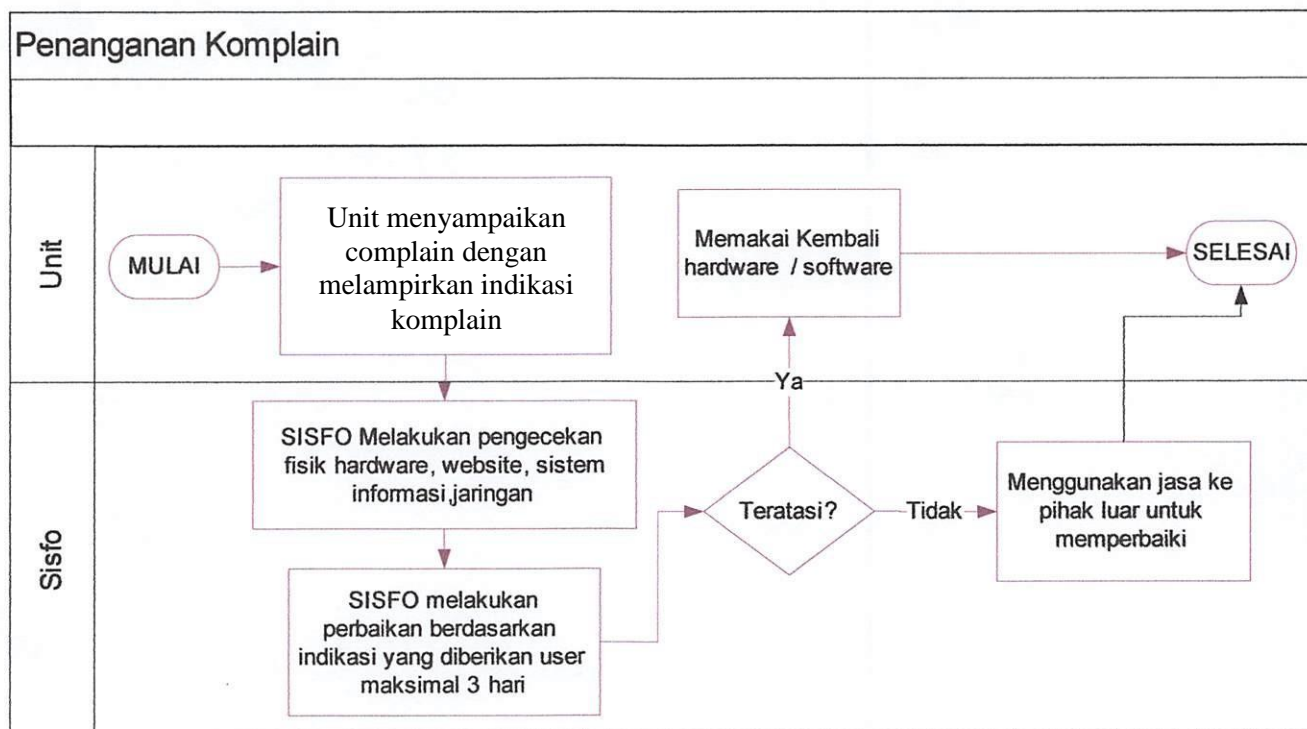 Penanganan Komplain
Unit
MULAI
Unit menyampaikan
complain dengan
melampirkan indikasi
komplain
Memakai Kembali
hardware / software
SELESAI
Ya
Sisfo
SISFO Melakukan pengecekan
fisik hardware, website, sistem
informasi,jaringan
SISFO melakukan
perbaikan berdasarkan
indikasi yang diberikan user
maksimal 3 hari
Teratasi?
Tidak
Menggunakan jasa ke
pihak luar untuk
memperbaiki